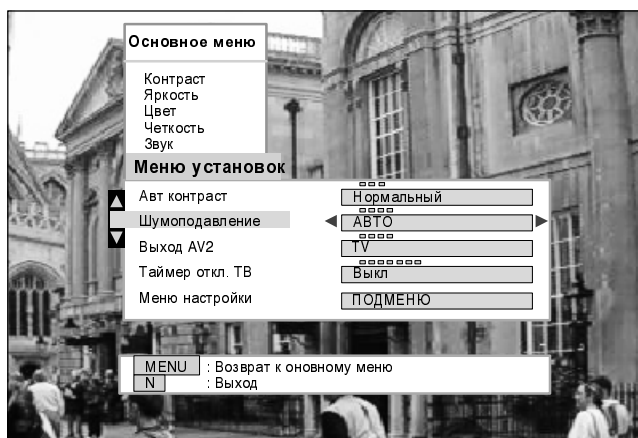 Основное меню
Контраст
Яркость
Цвет
Четкость
Звук
Меню установок
Авт контраст Нормальный
Шумоподавление АВТО
Выход AV2 TV
Таймер откл. ТВ Выкл
Меню настройки ПОДМЕНЮ
MENU : Возврат к оновному меню
N : Выход